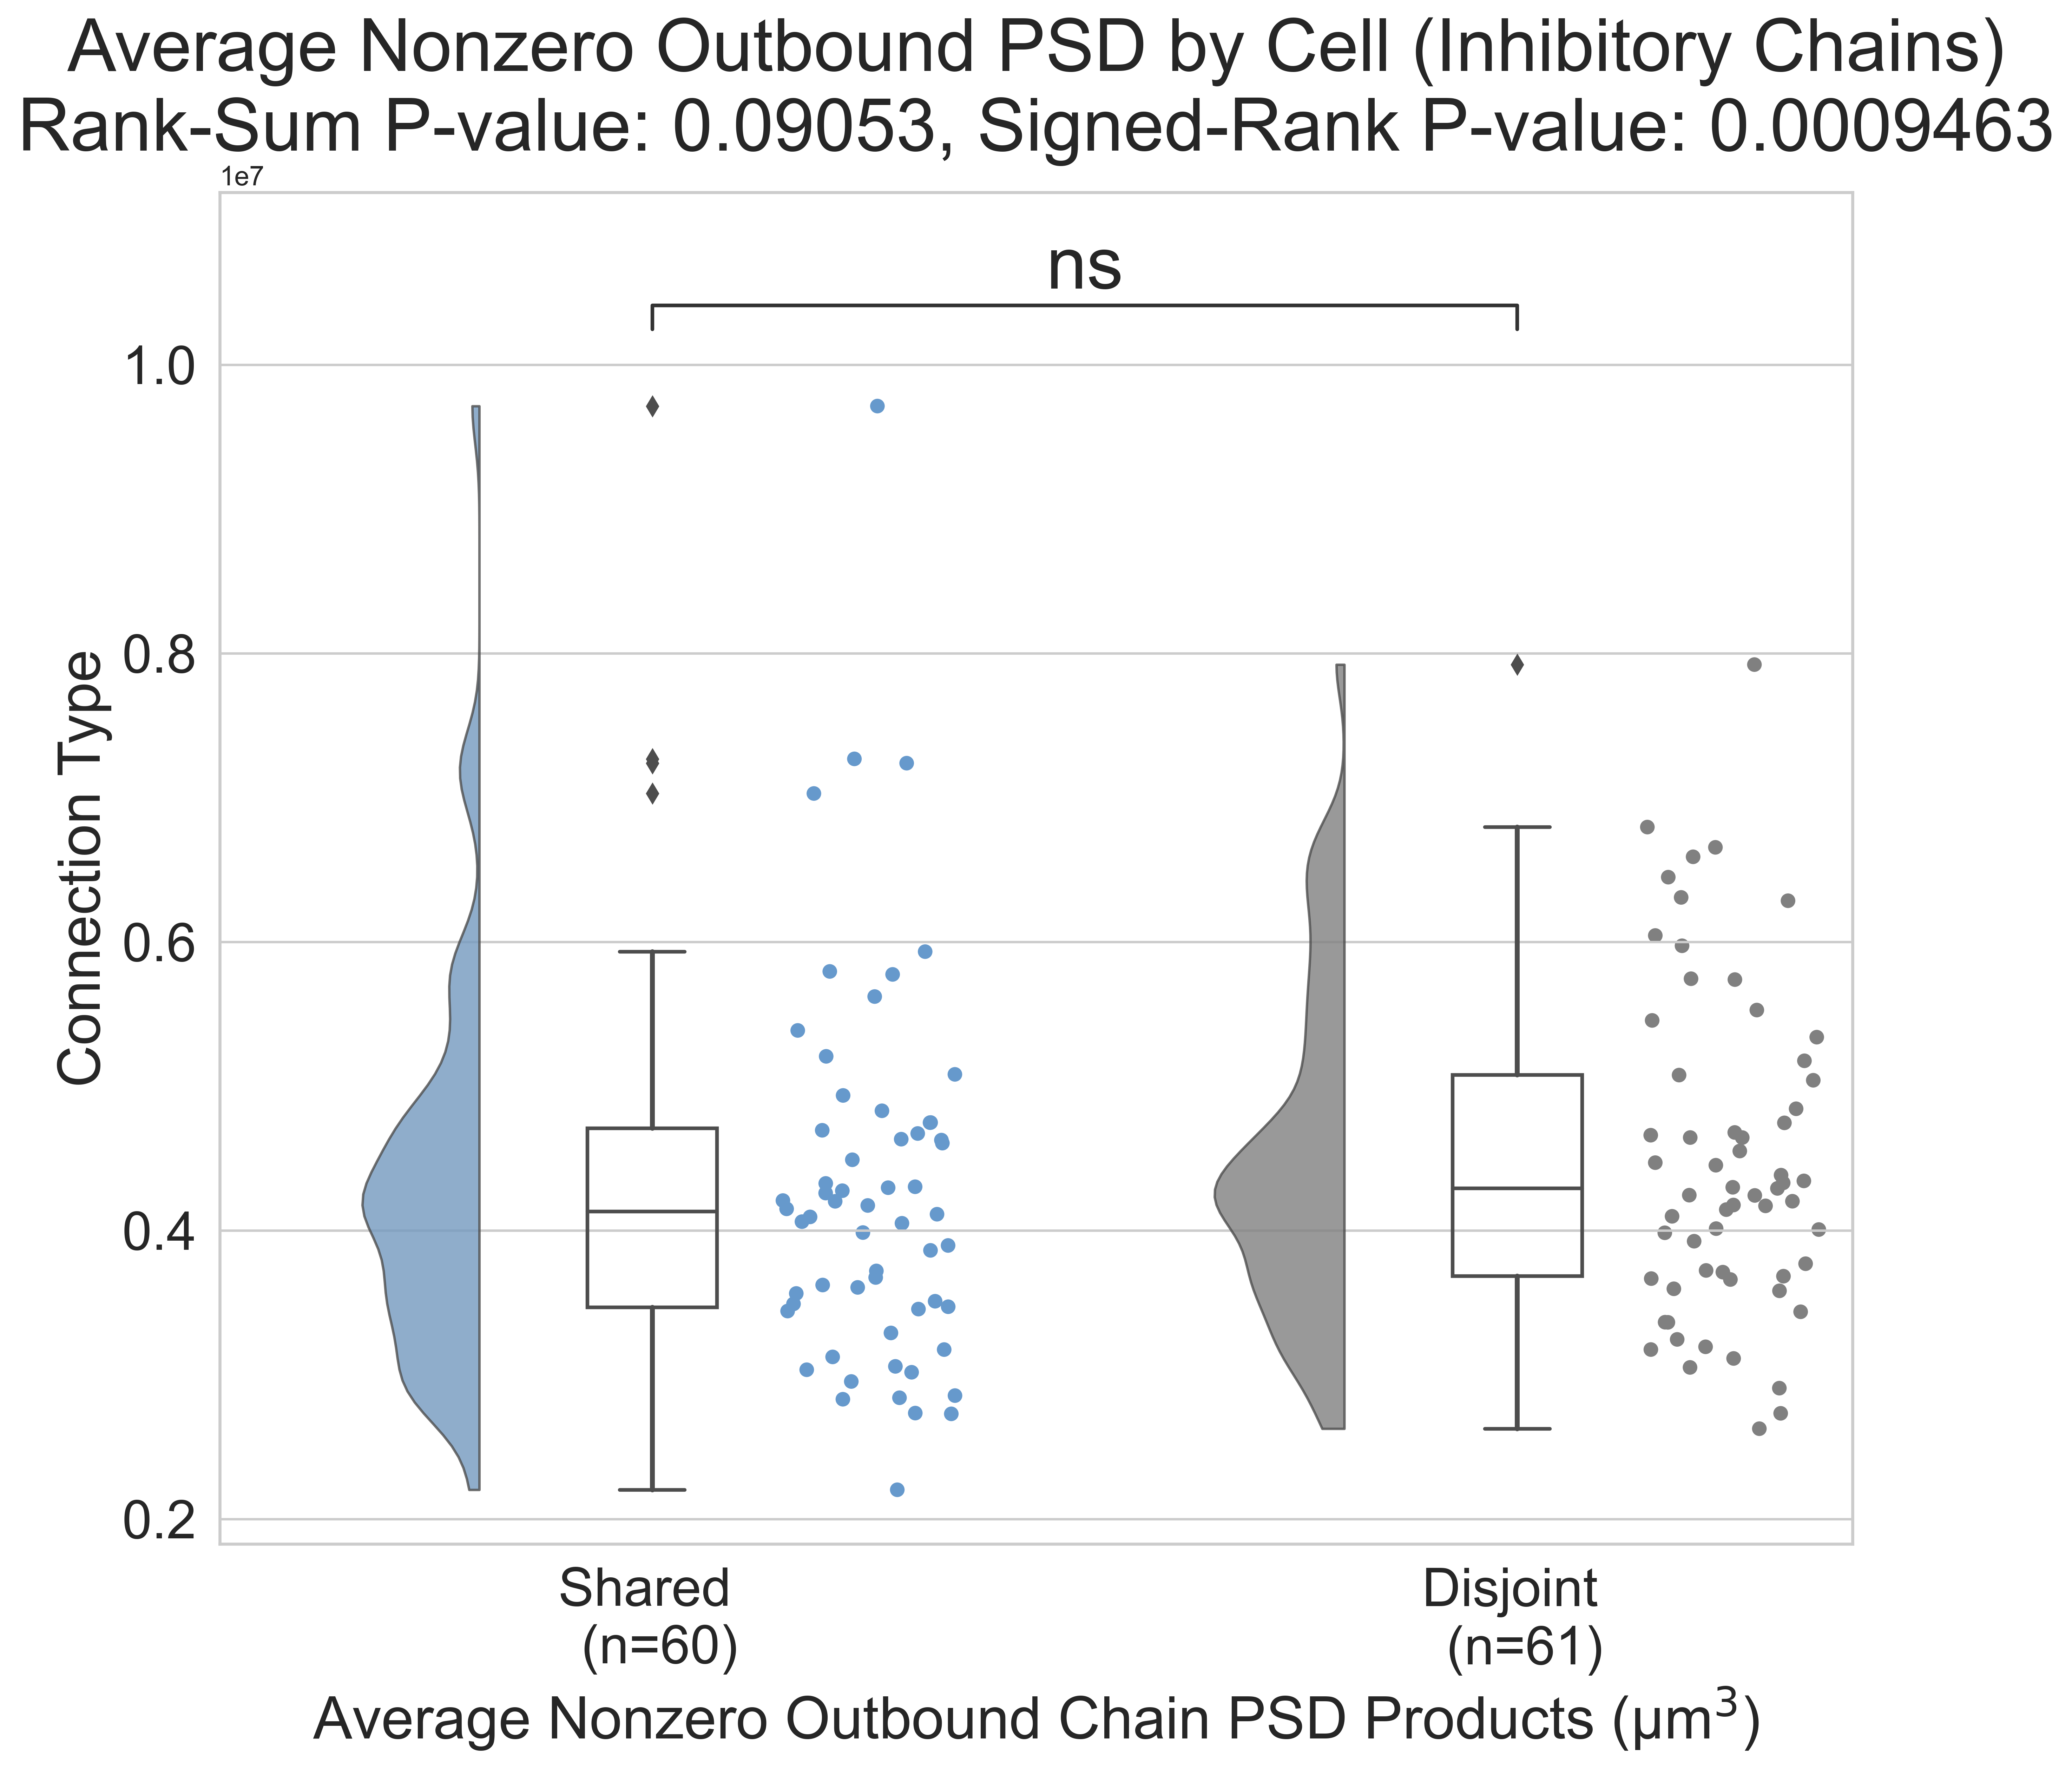 Average Nonzero Outbound PSD by Cell (Inhibitory Chains)
Rank-Sum P-value: 0.09053, Signed-Rank P-value: 0.0009463
1e7
ns
1.0
0.8
0.6
0.4
0.2
Connection Type
Shared
(n=60)
Disjoint
(n=61)
Average Nonzero Outbound Chain PSD Products (μm³)